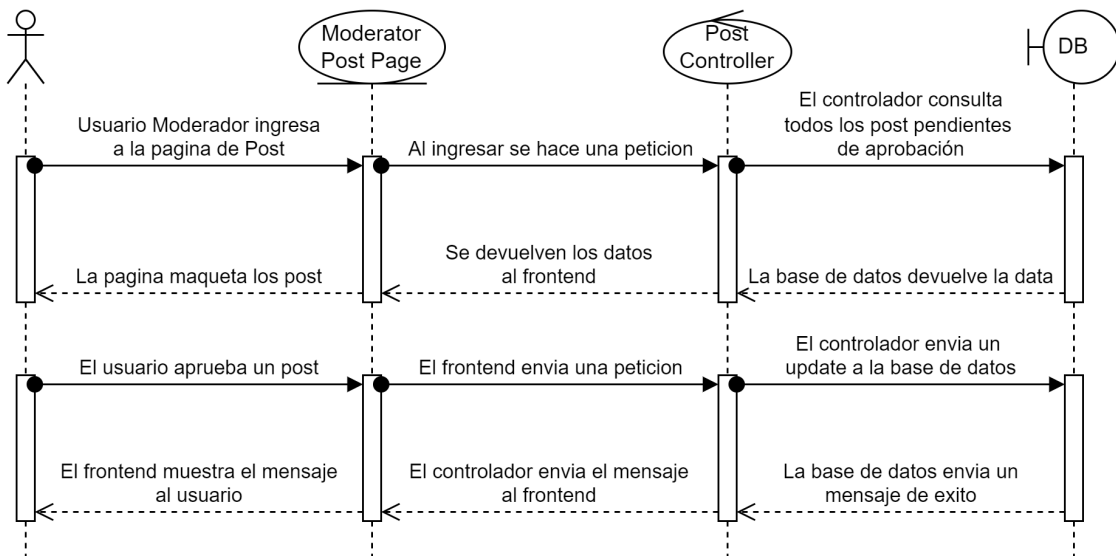 Moderator
Post Page
Post
Controller
DB
Usuario Moderador ingresa
a la pagina de Post
Al ingresar se hace una peticion
El controlador consulta
todos los post pendientes
de aprobación
La pagina maqueta los post
Se devuelven los datos
al frontend
La base de datos devuelve la data
El usuario aprueba un post
El frontend envia una peticion
El controlador envia un
update a la base de datos
El frontend muestra el mensaje
al usuario
El controlador envia el mensaje
al frontend
La base de datos envia un
mensaje de exito